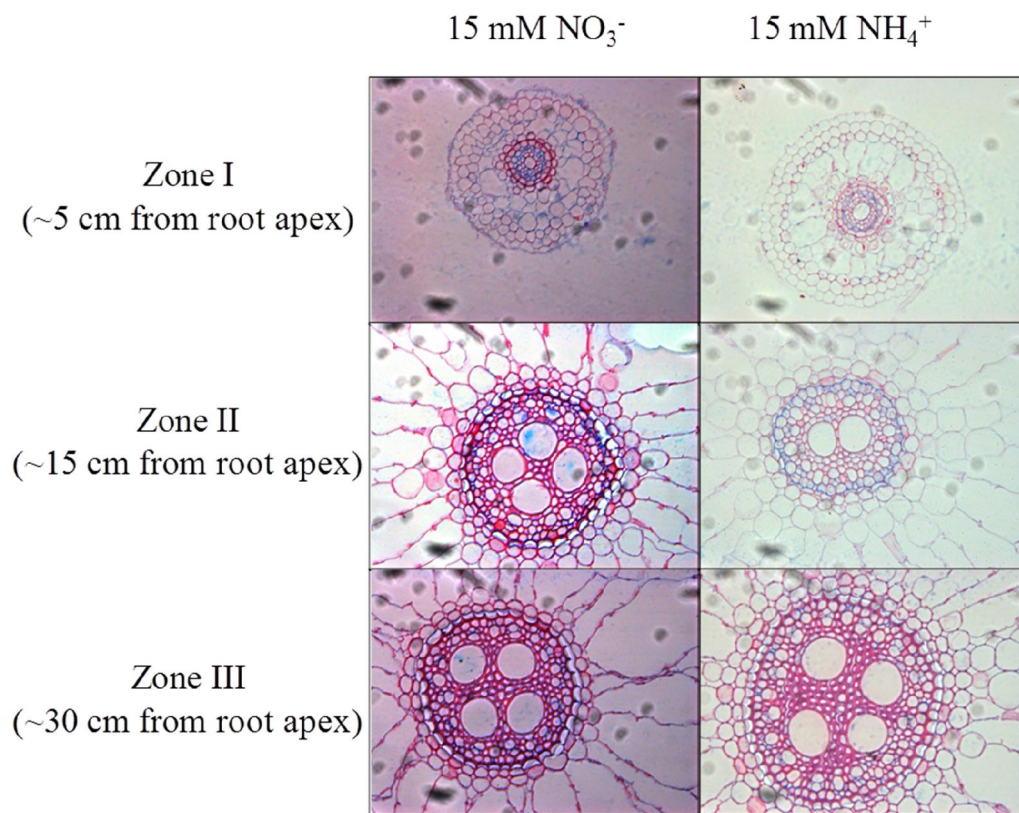 15 mM NO₃⁻ 15 mM NH₄⁺
Zone I
(~5 cm from root apex)
Zone II
(~15 cm from root apex)
Zone III
(~30 cm from root apex)